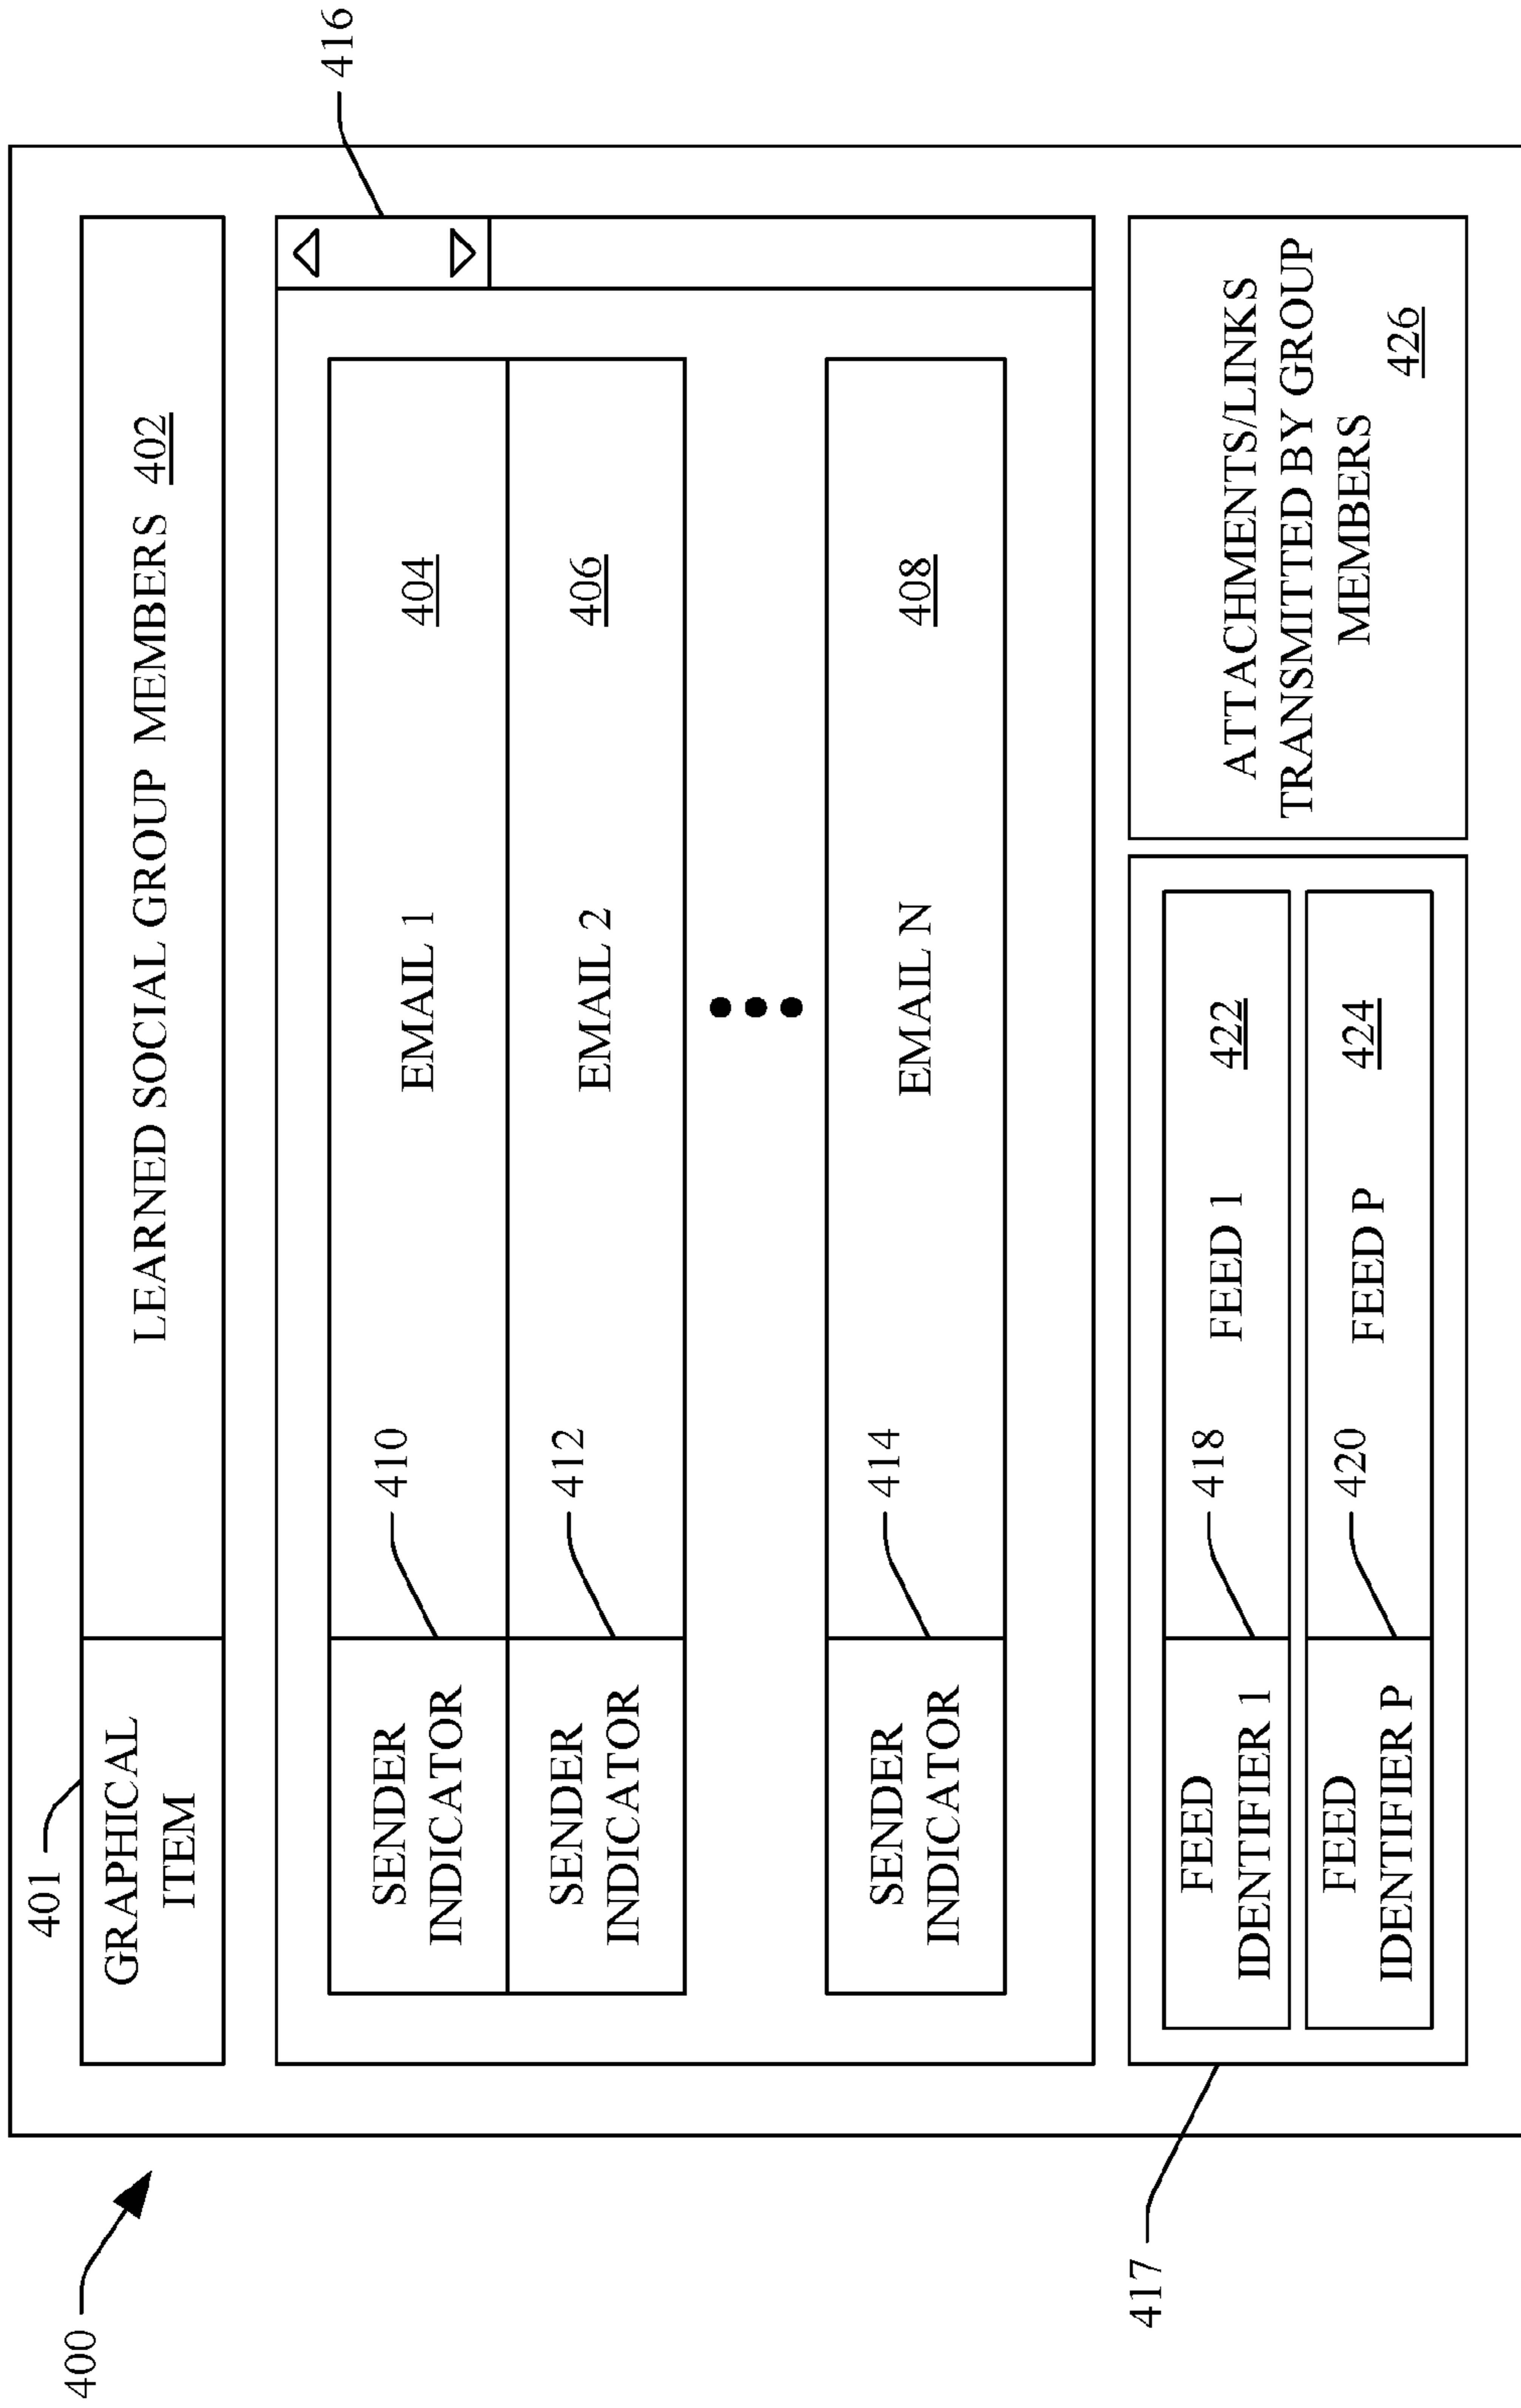 400
401
GRAPHICAL
ITEM
LEARNED SOCIAL GROUP MEMBERS 402
416
SENDER
INDICATOR
410
EMAIL 1
404
SENDER
INDICATOR
412
EMAIL 2
406
SENDER
INDICATOR
414
EMAIL N
408
417
FEED
IDENTIFIER 1
418
FEED 1
422
FEED
IDENTIFIER P
420
FEED P
424
ATTACHMENTS/LINKS
TRANSMITTED BY GROUP
MEMBERS
426